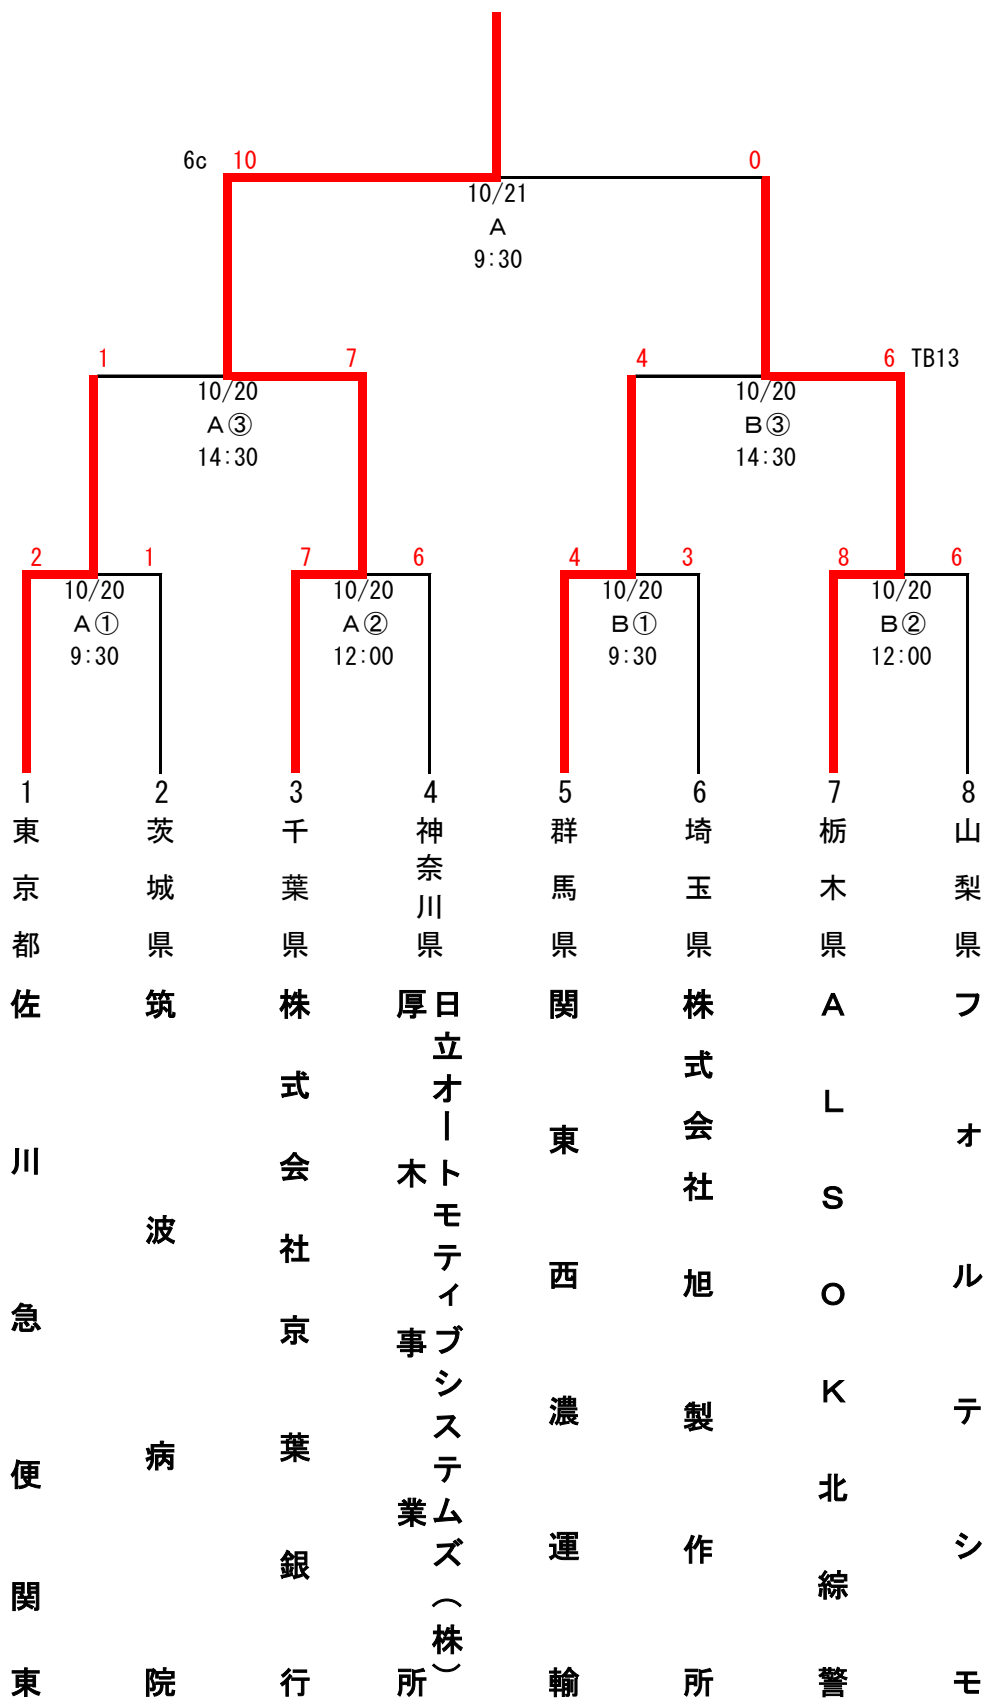 6c 10 0
10/21
A
9:30
1 7 4 6 TB13
10/20 10/20
A③ B③
14:30 14:30
2 1 7 6 4 3 8 6
10/20 10/20 10/20 10/20
A① A② B① B②
9:30 12:00 9:30 12:00
1 2 3 4 5 6 7 8
東京都
茨城県
千葉県
神奈川県
群馬県
埼玉県
栃木県
山梨県
佐川急便関東
筑波病院
株式会社京葉銀行
日立オートモティブシステムズ(株)
厚木事業所
関東西濃運輸
株式会社旭製作所
ALSOK北綜警
フォルテシモ